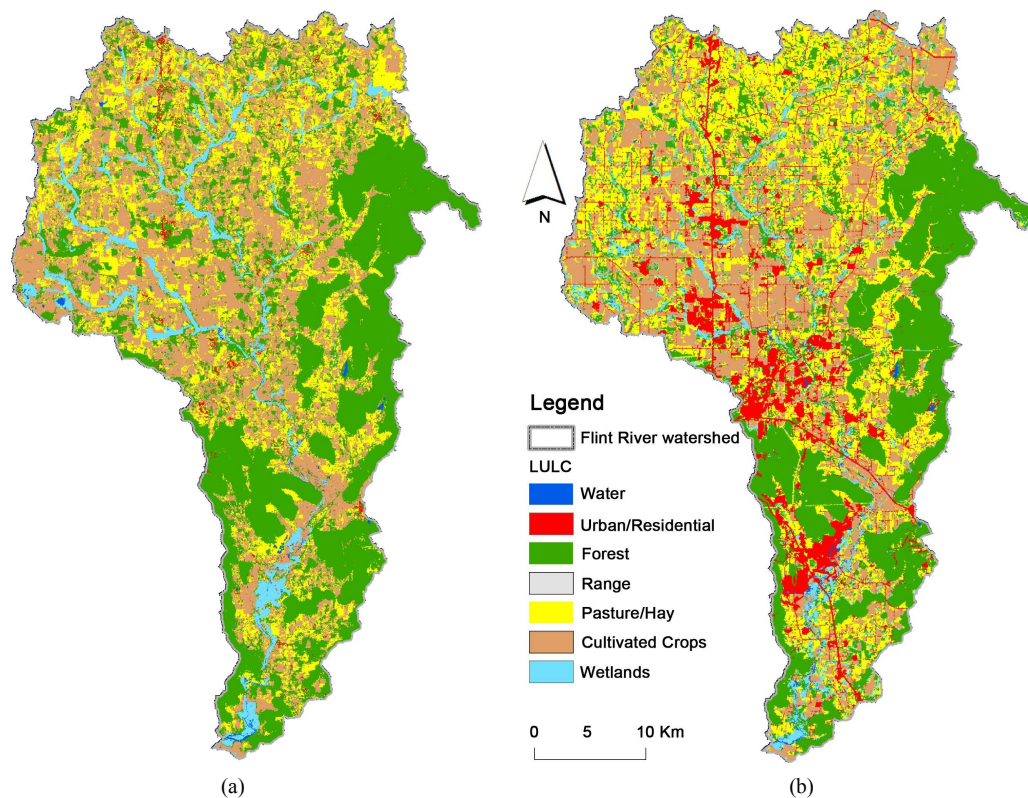 N
Legend
Flint River watershed
LULC
Water
Urban/Residential
Forest
Range
Pasture/Hay
Cultivated Crops
Wetlands
0 5 10 Km
(a) (b)